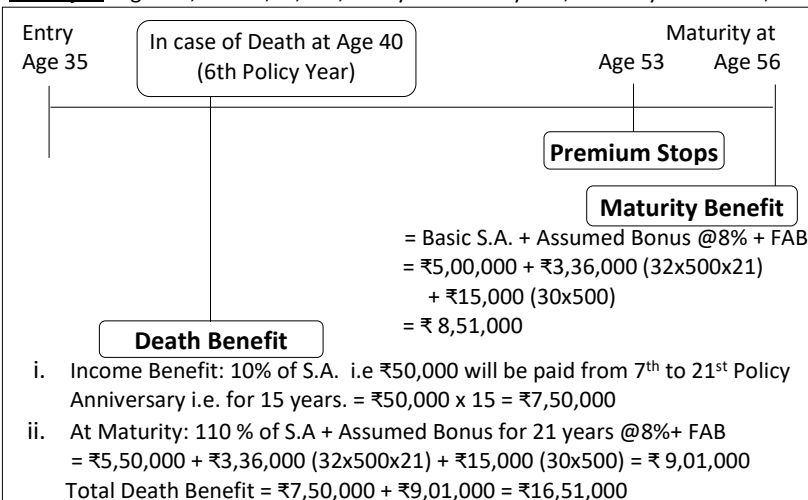 Entry
Age 35
In case of Death at Age 40
(6th Policy Year)
Maturity at
Age 53 Age 56
Premium Stops
Maturity Benefit
= Basic S.A. + Assumed Bonus @8% + FAB
= ₹5,00,000 + ₹3,36,000 (32x500x21)
+ ₹15,000 (30x500)
= ₹ 8,51,000
Death Benefit
i. Income Benefit: 10% of S.A. i.e ₹50,000 will be paid from 7th to 21st Policy
Anniversary i.e. for 15 years. = ₹50,000 x 15 = ₹7,50,000
ii. At Maturity: 110 % of S.A + Assumed Bonus for 21 years @8%+ FAB
= ₹5,50,000 + ₹3,36,000 (32x500x21) + ₹15,000 (30x500) = ₹ 9,01,000
Total Death Benefit = ₹7,50,000 + ₹9,01,000 = ₹16,51,000